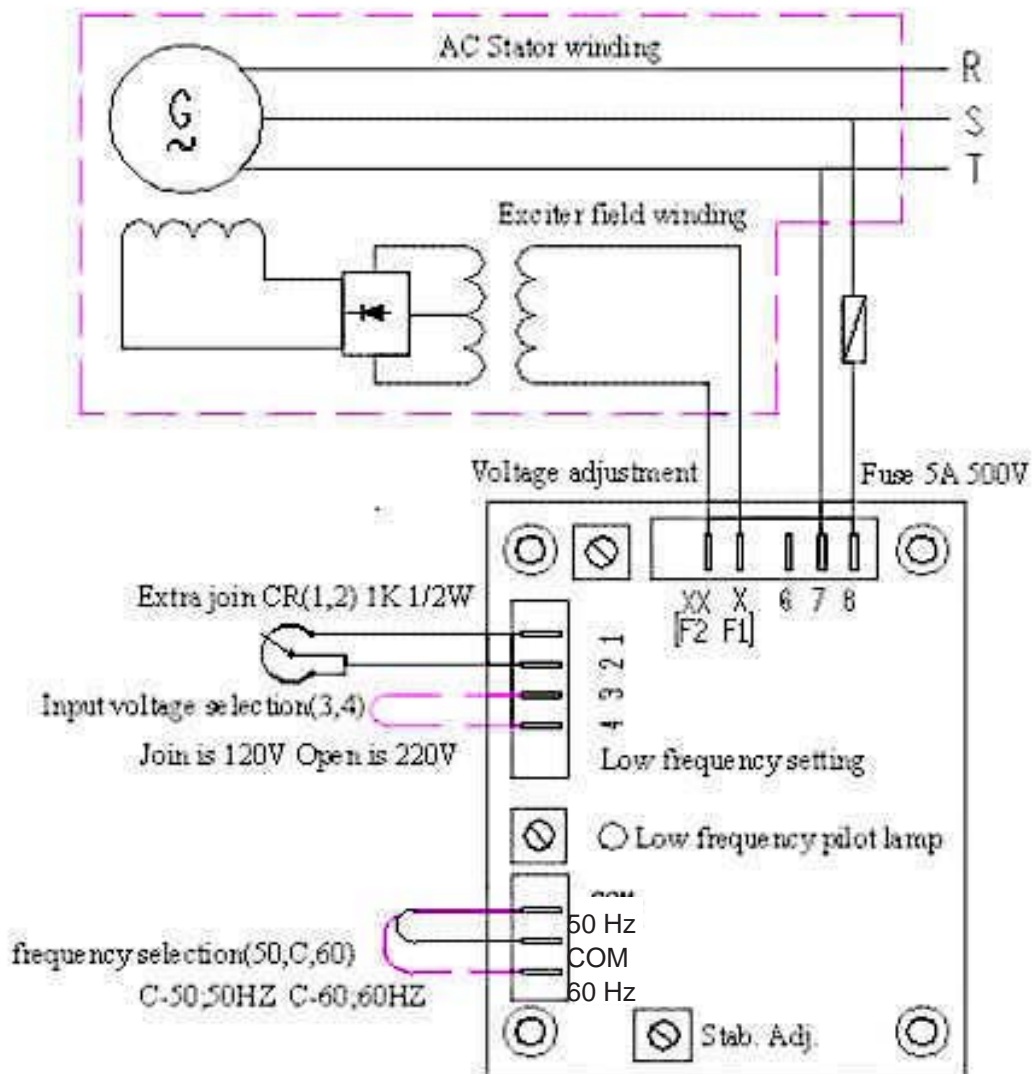 AC Stator winding
R
G
S
T
Exciter field winding
Voltage adjustment
Fuse 5A 500V
XX X 6 7 8
[F2 F1]
Extra join CR(1,2) 1K 1/2W
1
2
3
4
Input voltage selection(3,4)
Join is 120V Open is 220V
Low frequency setting
Low frequency pilot lamp
50 Hz
COM
60 Hz
frequency selection(50,C,60)
C-50;50HZ C-60;60HZ
Stab. Adj.